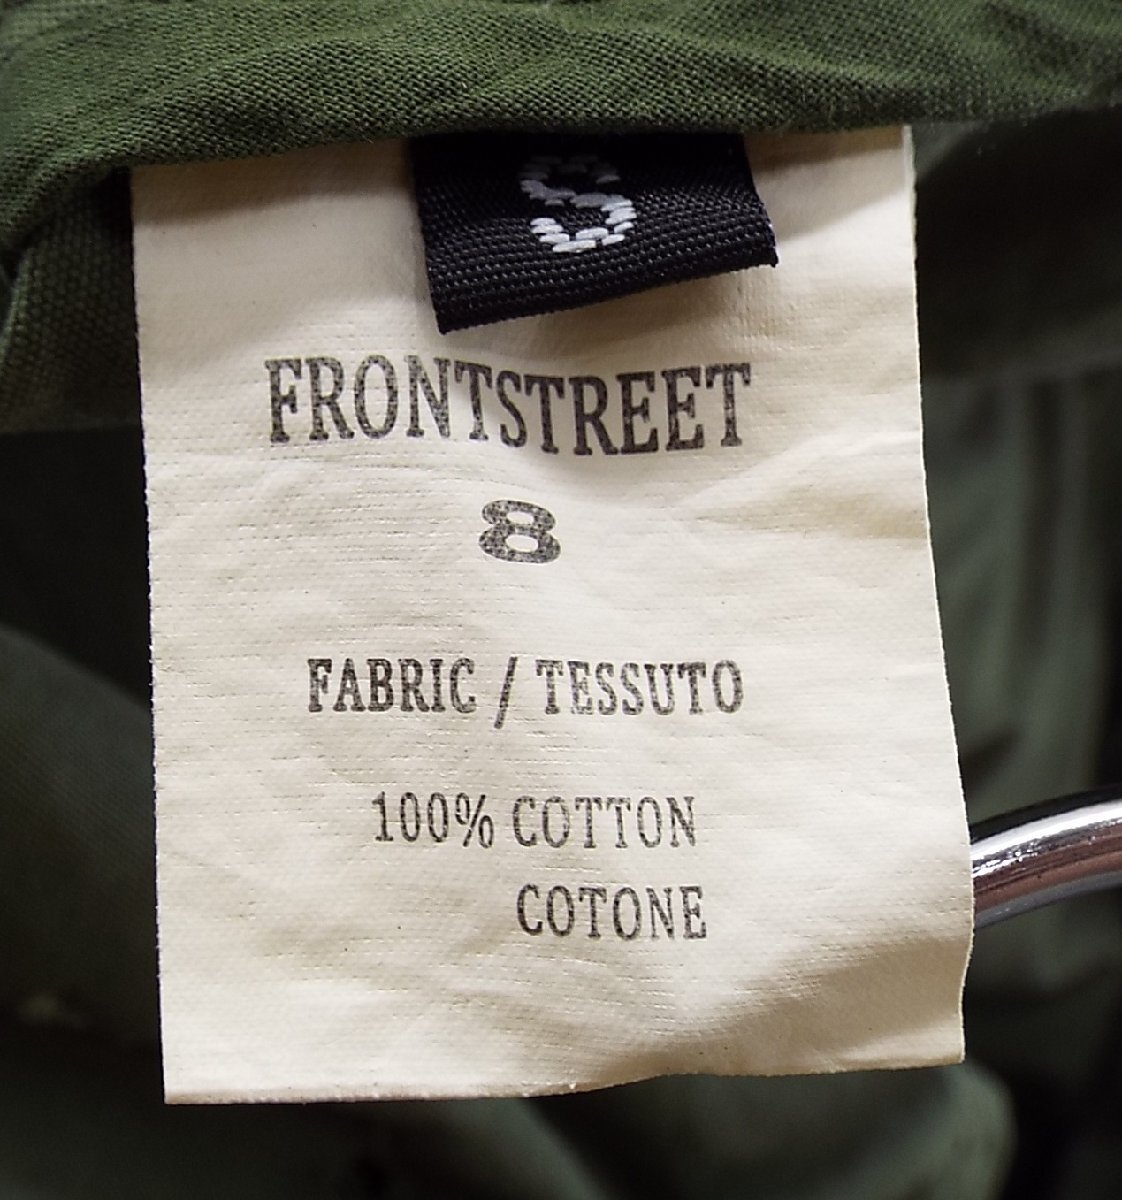 S
FRONTSTREET
8
FABRIC / TESSUTO
100% COTTON
COTONE